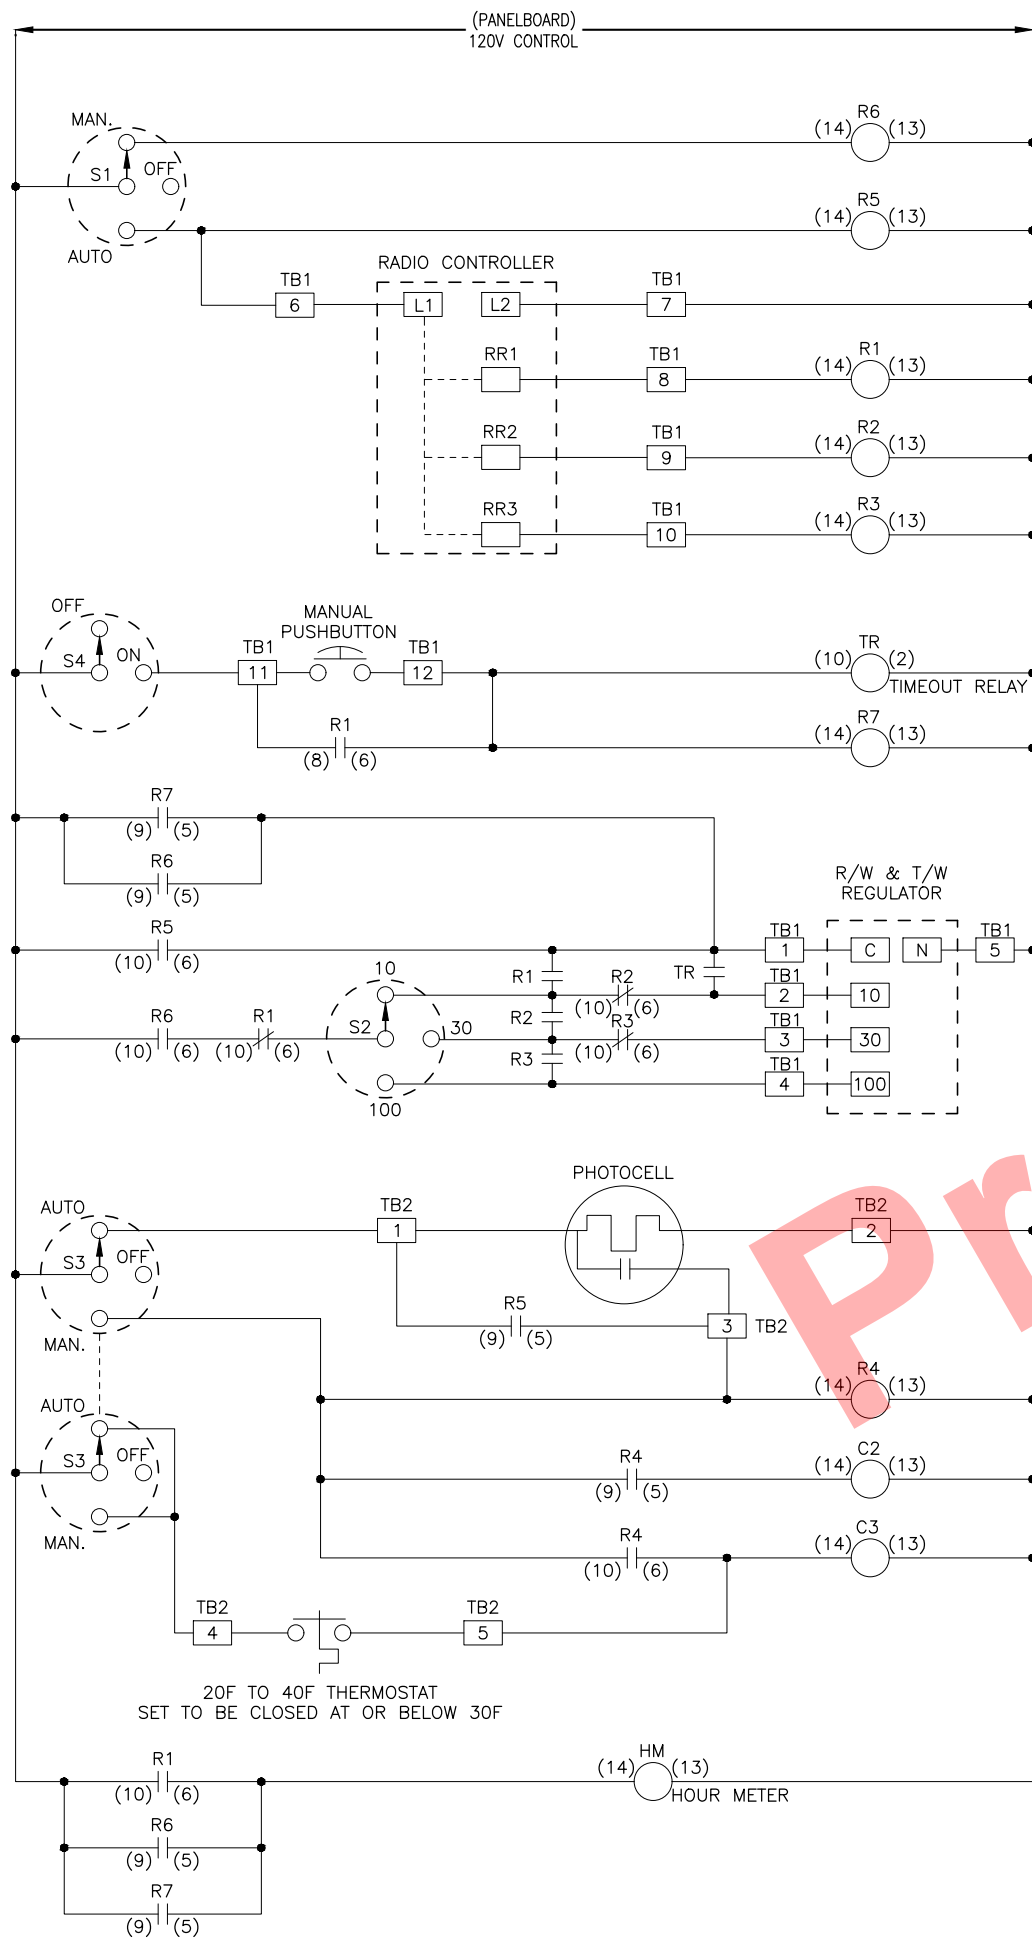 (PANELBOARD)
120V CONTROL
MAN.
S1
OFF
AUTO
R6
(14) (13)
R5
(14) (13)
RADIO CONTROLLER
TB1
6
L1
L2
TB1
7
RR1
TB1
8
R1
(14) (13)
RR2
TB1
9
R2
(14) (13)
RR3
TB1
10
R3
(14) (13)
OFF
S4
ON
TB1
11
MANUAL
PUSHBUTTON
TB1
12
TR
(10) (2)
TIMEOUT RELAY
R1
(8) (6)
R7
(14) (13)
R7
(9) (5)
R6
(9) (5)
R/W & T/W
REGULATOR
R5
(10) (6)
TB1
1
C
N
TB1
5
R1
TR
10
R2
(10) (6)
TB1
2
10
R6
(10) (6)
R1
(10) (6)
S2
30
R2
R3
(10) (6)
TB1
3
30
R3
100
TB1
4
100
PHOTOCELL
AUTO
S3
OFF
MAN.
TB2
1
TB2
2
R5
(9) (5)
3
TB2
R4
(14) (13)
AUTO
S3
OFF
MAN.
R4
(9) (5)
C2
(14) (13)
R4
(10) (6)
C3
(14) (13)
TB2
4
TB2
5
20F TO 40F THERMOSTAT
SET TO BE CLOSED AT OR BELOW 30F
R1
(10) (6)
HM
(14) (13)
HOUR METER
R6
(9) (5)
R7
(9) (5)
Pr